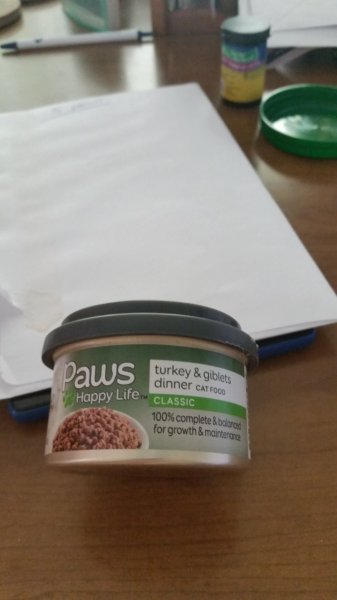 Paws
Happy Life™
turkey & giblets
dinner CAT FOOD
CLASSIC
100% complete & balanced
for growth & maintenance